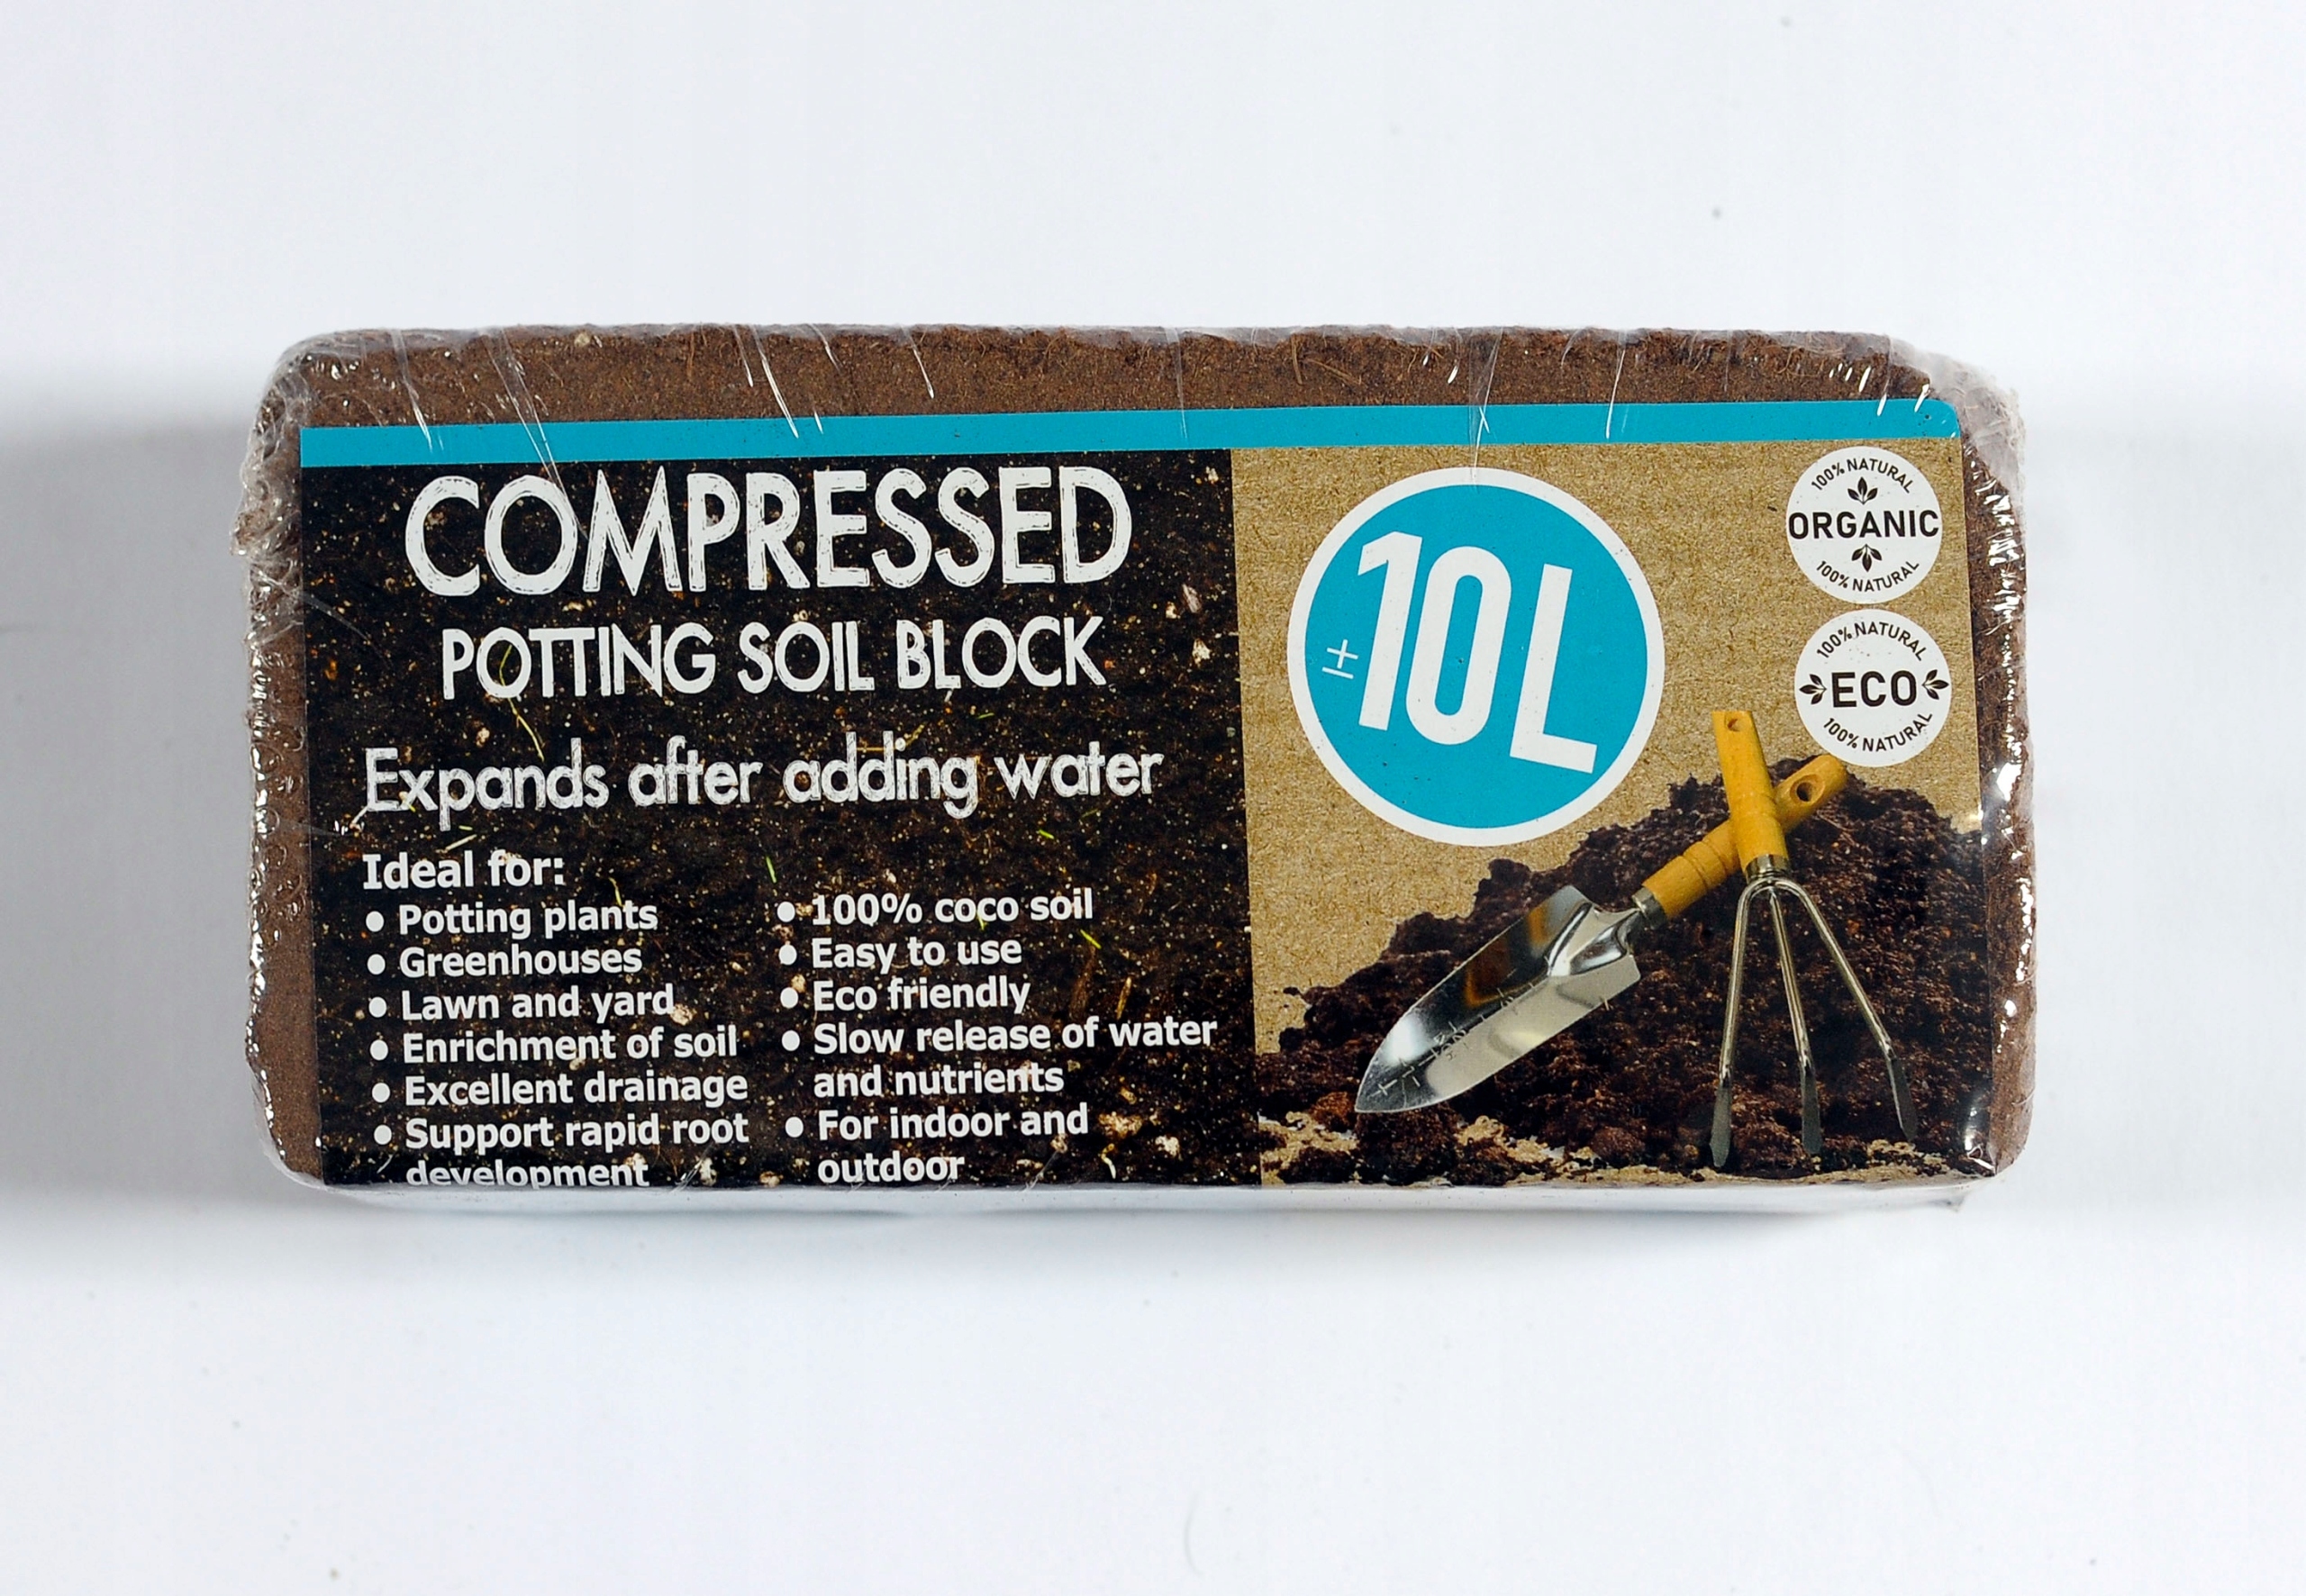 COMPRESSED
POTTING SOIL BLOCK
Expands after adding water
Ideal for:
• Potting plants
• Greenhouses
• Lawn and yard
• Enrichment of soil
• Excellent drainage
• Support rapid root
development
• 100% coco soil
• Easy to use
• Eco friendly
• Slow release of water
and nutrients
• For indoor and
outdoor
±10L
100% NATURAL
ORGANIC
100% NATURAL
100% NATURAL
ECO
100% NATURAL